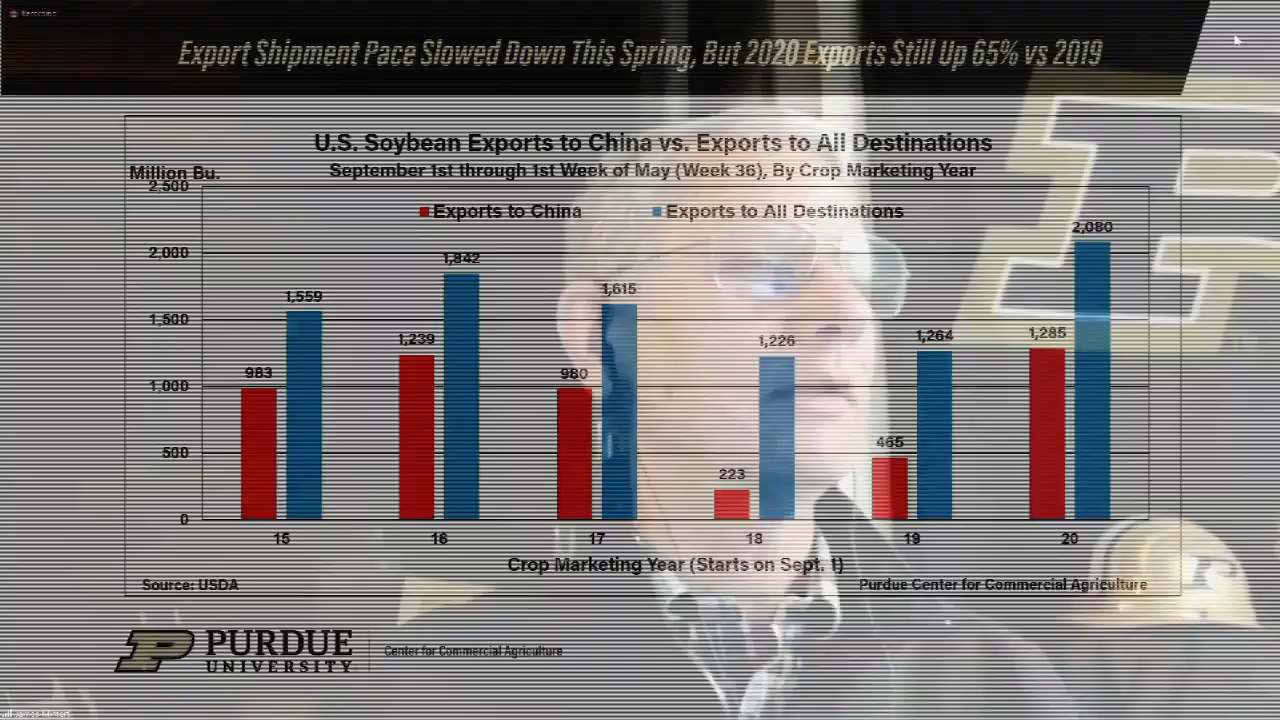 Export Shipment Pace Slowed Down This Spring, But 2020 Exports Still Up 65% vs 2019
U.S. Soybean Exports to China vs. Exports to All Destinations
September 1st through 1st Week of May (Week 36), By Crop Marketing Year
Million Bu.
2,500
Exports to China Exports to All Destinations
2,080
2,000
1,842
1,559
1,615
1,500
1,239
1,226
1,264
1,285
983
980
1,000
465
500
223
0
15 16 17 18 19 20
Crop Marketing Year (Starts on Sept. 1)
Source: USDA
Purdue Center for Commercial Agriculture
PURDUE
UNIVERSITY
Center for Commercial Agriculture